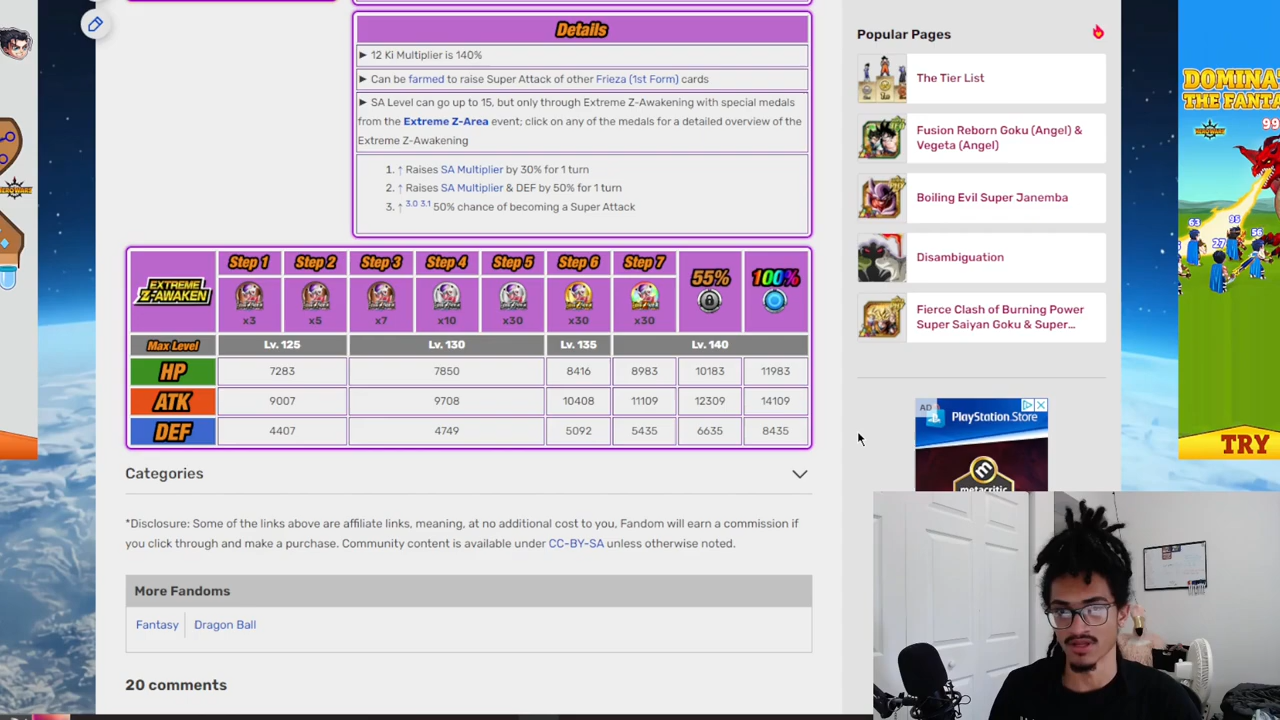 Details
► 12 Ki Multiplier is 140%
► Can be farmed to raise Super Attack of other Frieza (1st Form) cards
► SA Level can go up to 15, but only through Extreme Z-Awakening with special medals
from the Extreme Z-Area event; click on any of the medals for a detailed overview of the
Extreme Z-Awakening
1. ↑ Raises SA Multiplier by 30% for 1 turn
2. ↑ Raises SA Multiplier & DEF by 50% for 1 turn
3. ↑ 3.0 3.1 50% chance of becoming a Super Attack
EXTREME Z-AWAKEN
Step 1 Step 2 Step 3 Step 4 Step 5 Step 6 Step 7 55% 100%
x3 x5 x7 x10 x30 x30 x30
Max Level Lv. 125 Lv. 130 Lv. 135 Lv. 140
HP 7283 7850 8416 8983 10183 11983
ATK 9007 9708 10408 11109 12309 14109
DEF 4407 4749 5092 5435 6635 8435
Categories
*Disclosure: Some of the links above are affiliate links, meaning, at no additional cost to you, Fandom will earn a commission if
you click through and make a purchase. Community content is available under CC-BY-SA unless otherwise noted.
More Fandoms
Fantasy Dragon Ball
20 comments
Popular Pages
The Tier List
Fusion Reborn Goku (Angel) &
Vegeta (Angel)
Boiling Evil Super Janemba
Disambiguation
Fierce Clash of Burning Power
Super Saiyan Goku & Super...
AD
PlayStation Store
metacritic
DOMINA
THE FANTA
99
63
95
27
TRY